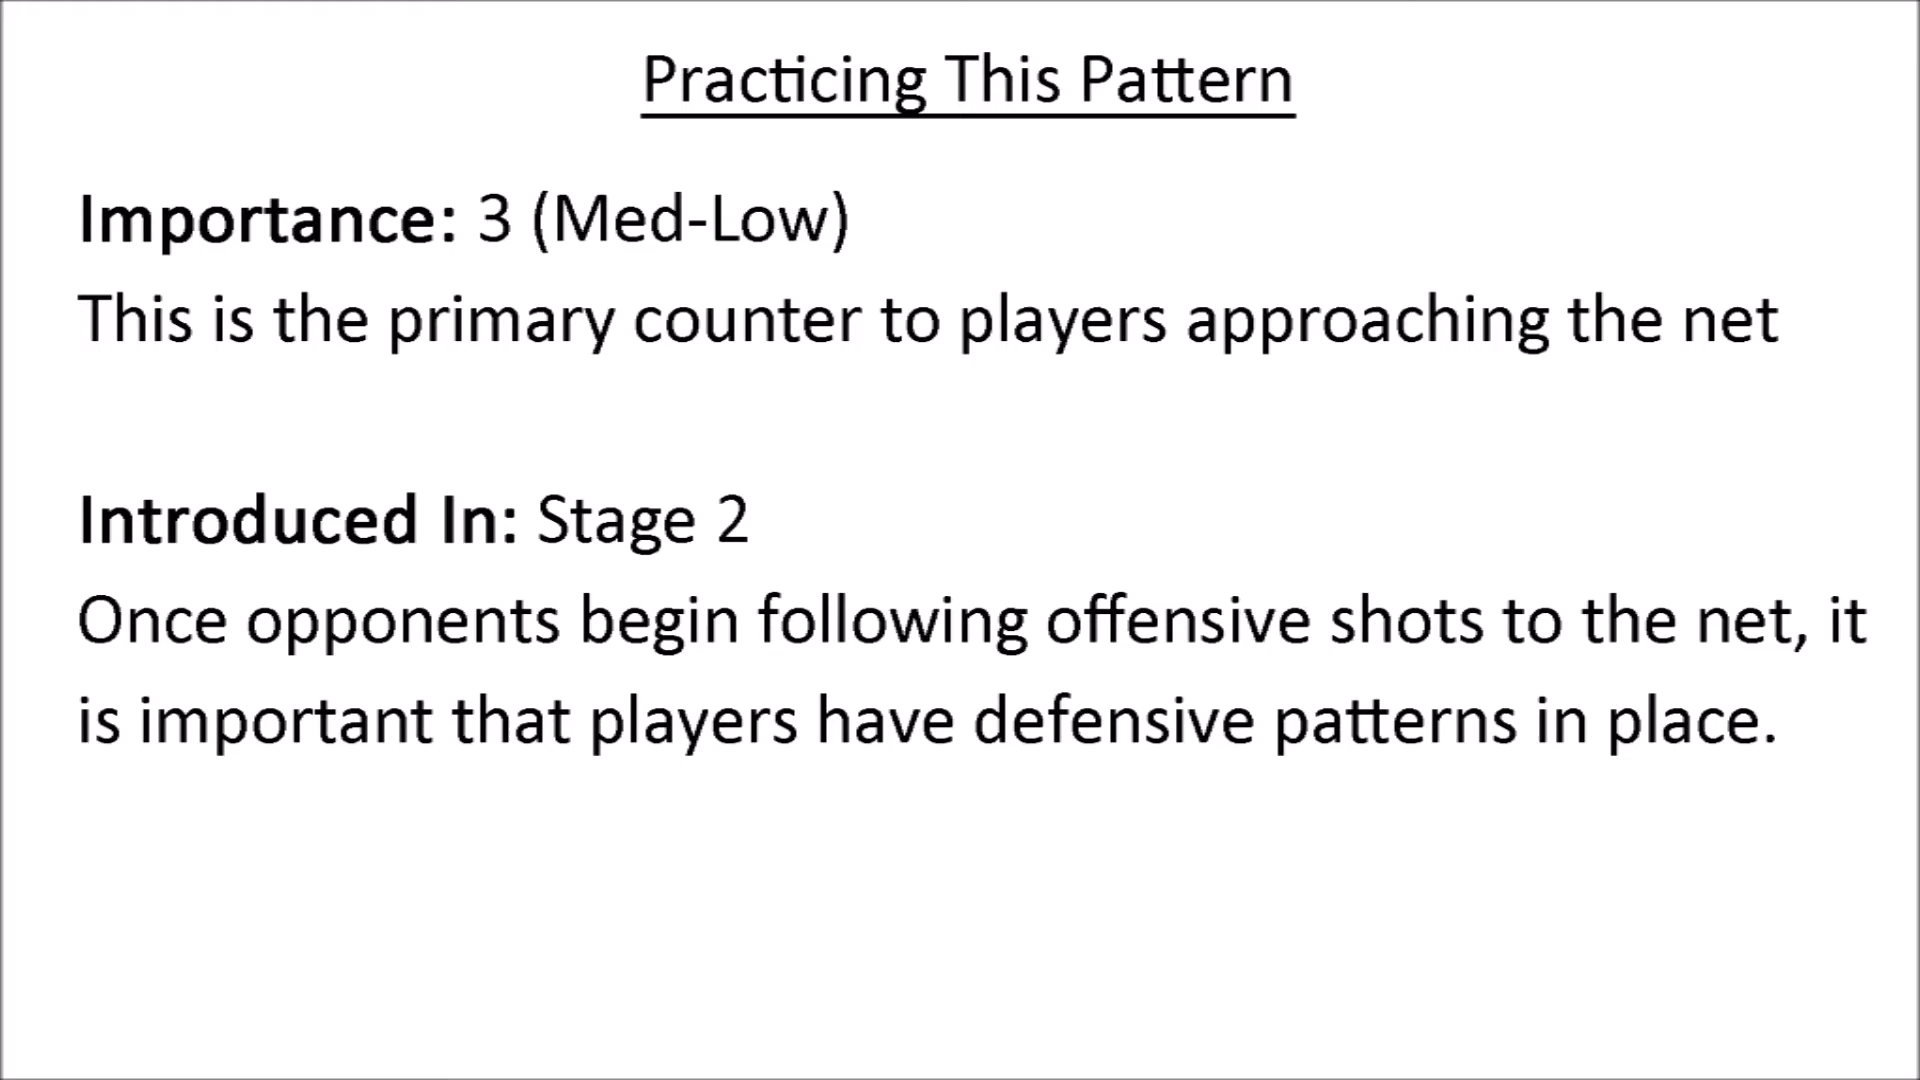 Practicing This Pattern
Importance: 3 (Med-Low)
This is the primary counter to players approaching the net
Introduced In: Stage 2
Once opponents begin following offensive shots to the net, it
is important that players have defensive patterns in place.